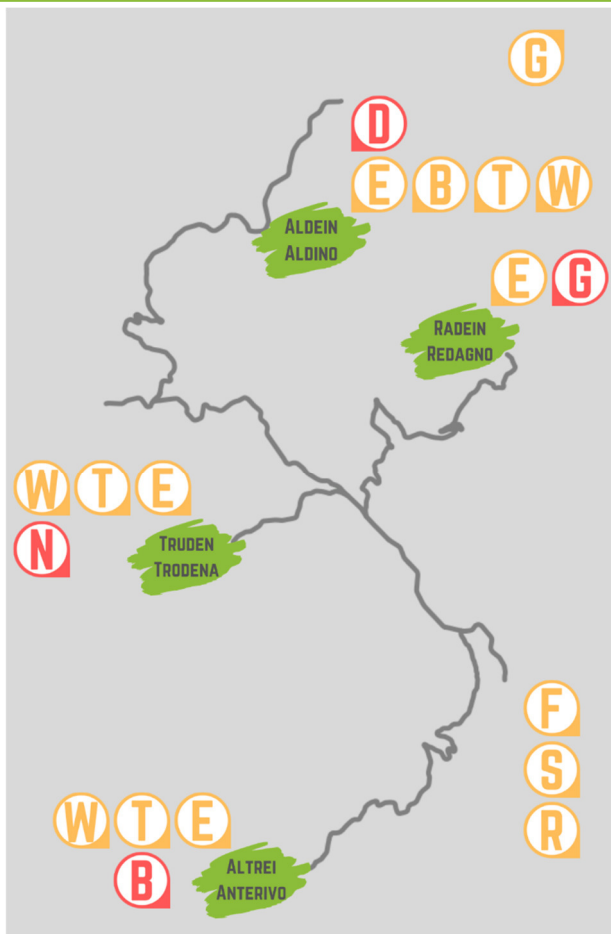 G
D
E B T W
ALDEIN
ALDINO
E G
RADEIN
REDAGNO
W T E
N
TRUDEN
TRODENA
F
S
R
W T E
B
ALTREI
ANTERIVO